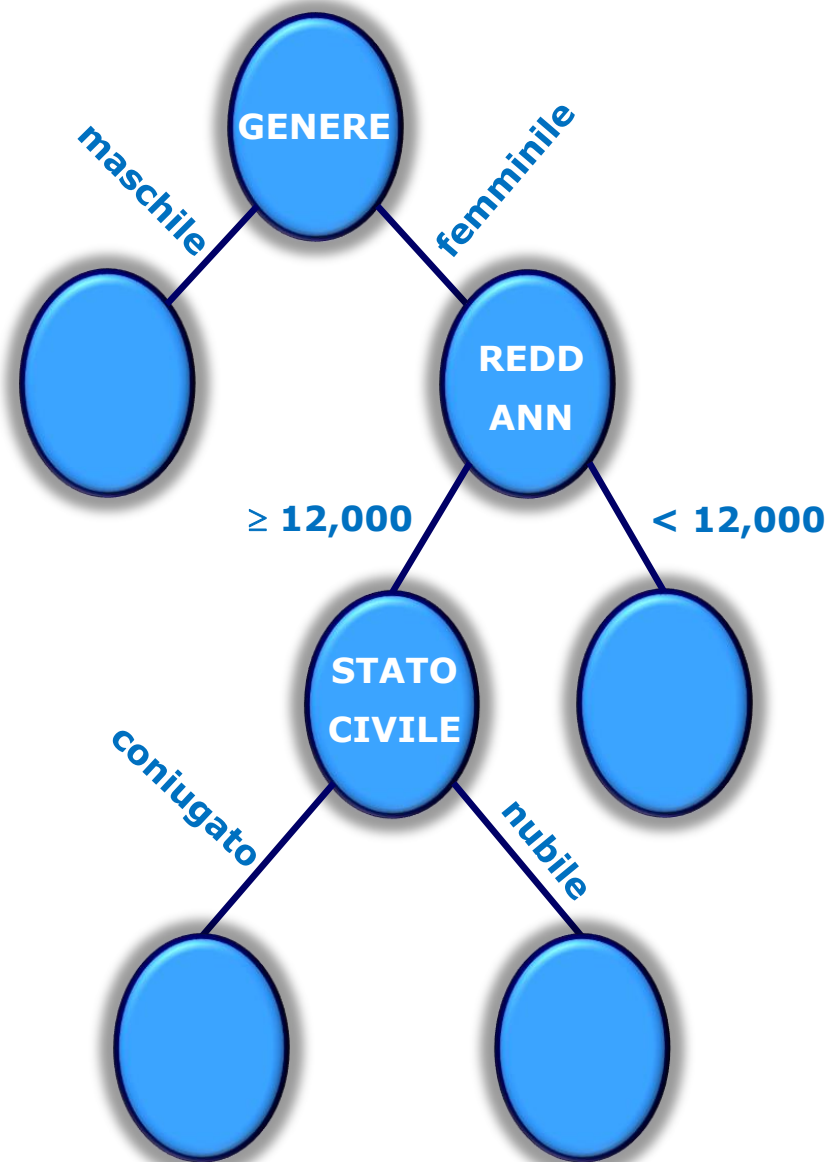 GENERE
maschile
femminile
REDD
ANN
≥ 12,000
< 12,000
STATO
CIVILE
coniugato
nubile